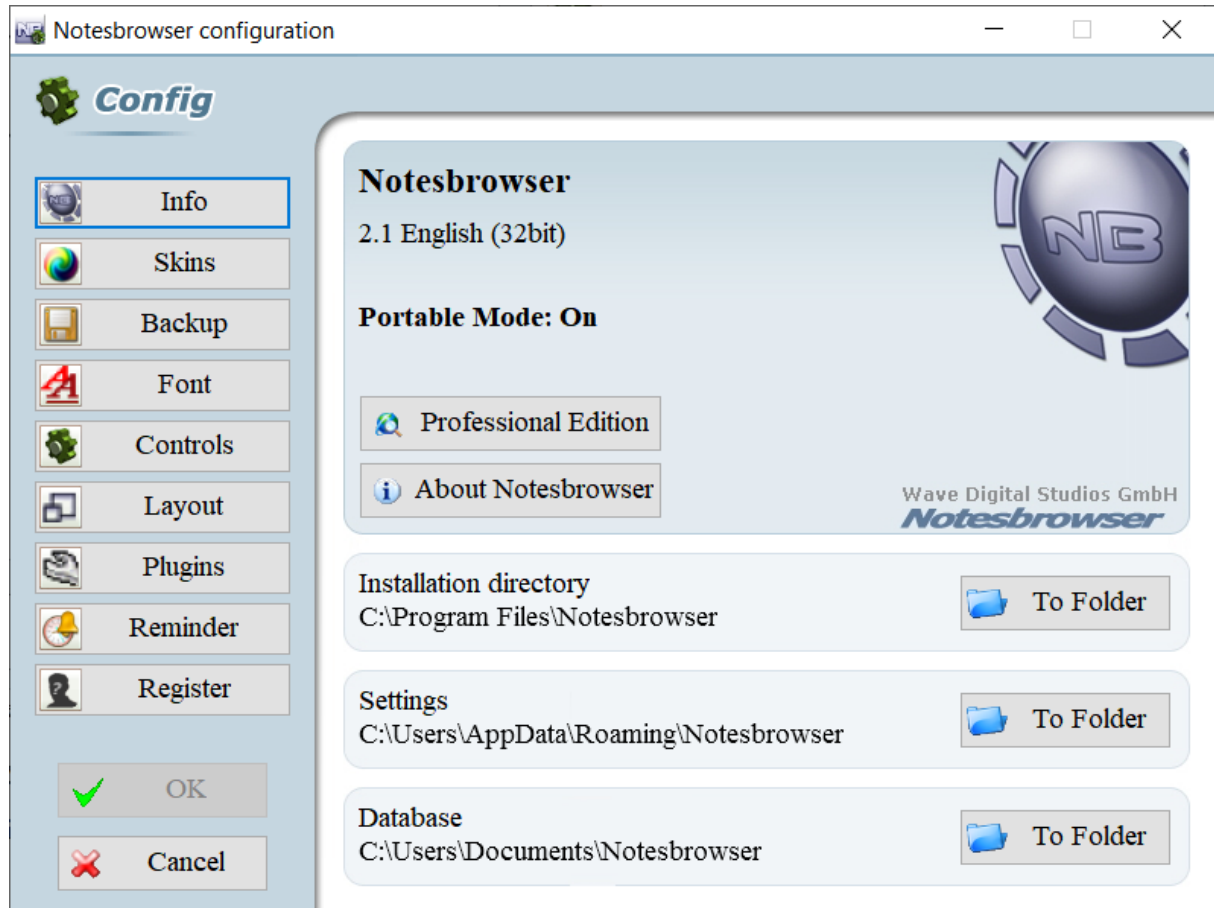 Notesbrowser configuration
Config
Info
Skins
Backup
Font
Controls
Layout
Plugins
Reminder
Register
OK
Cancel
Notesbrowser
2.1 English (32bit)
Portable Mode: On
Professional Edition
About Notesbrowser
NB
Wave Digital Studios GmbH
Notesbrowser
Installation directory
C:\Program Files\Notesbrowser
To Folder
Settings
C:\Users\AppData\Roaming\Notesbrowser
To Folder
Database
C:\Users\Documents\Notesbrowser
To Folder